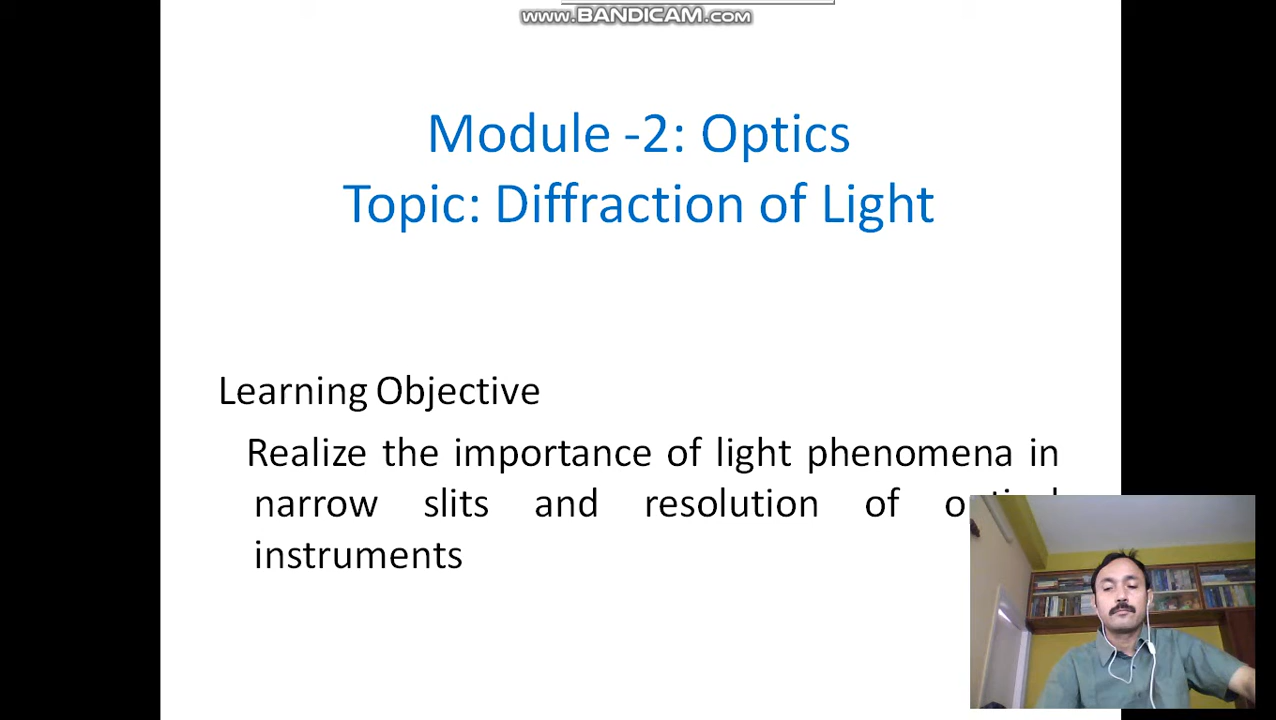 www.BANDICAM.com
Module -2: Optics
Topic: Diffraction of Light
Learning Objective
Realize the importance of light phenomena in
narrow slits and resolution of
instruments